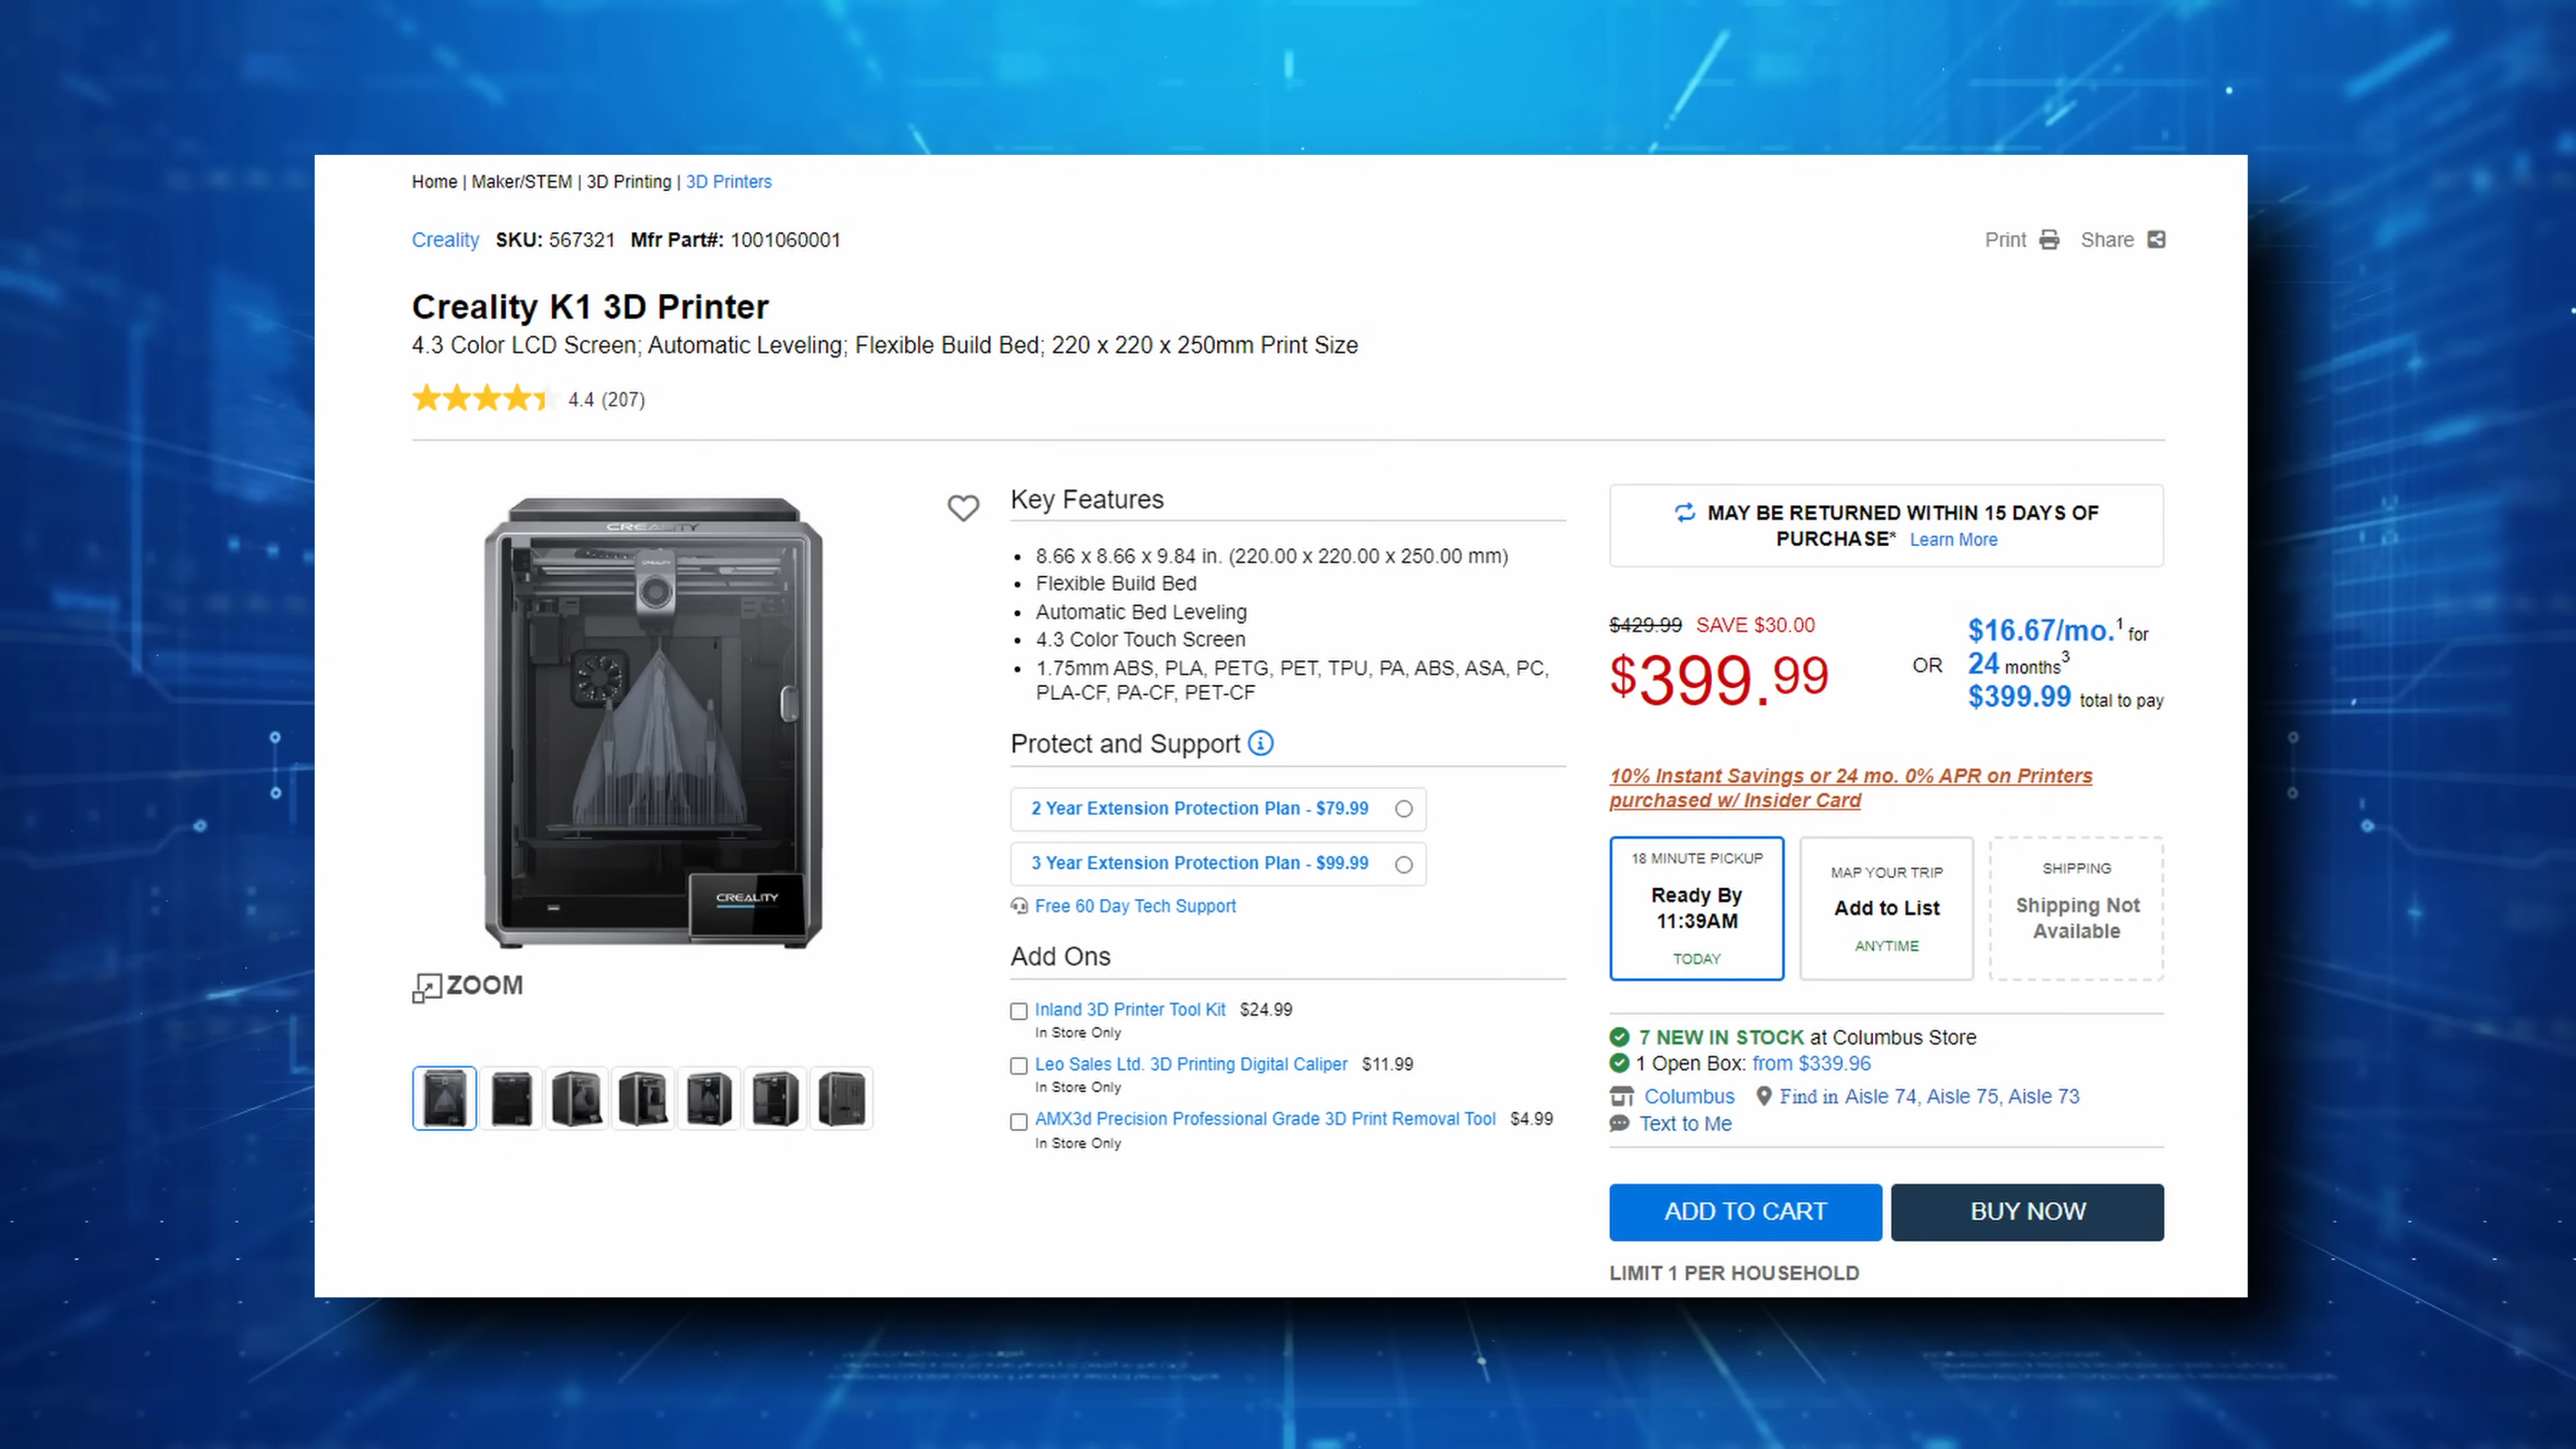 Home | Maker/STEM | 3D Printing | 3D Printers
Creality SKU: 567321 Mfr Part#: 1001060001
Print Share
Creality K1 3D Printer
4.3 Color LCD Screen; Automatic Leveling; Flexible Build Bed; 220 x 220 x 250mm Print Size
4.4 (207)
CREALITY
CREALITY
CREALITY
ZOOM
Key Features
8.66 x 8.66 x 9.84 in. (220.00 x 220.00 x 250.00 mm)
Flexible Build Bed
Automatic Bed Leveling
4.3 Color Touch Screen
1.75mm ABS, PLA, PETG, PET, TPU, PA, ABS, ASA, PC,
PLA-CF, PA-CF, PET-CF
Protect and Support
2 Year Extension Protection Plan - $79.99
3 Year Extension Protection Plan - $99.99
Free 60 Day Tech Support
Add Ons
Inland 3D Printer Tool Kit $24.99
In Store Only
Leo Sales Ltd. 3D Printing Digital Caliper $11.99
In Store Only
AMX3d Precision Professional Grade 3D Print Removal Tool $4.99
In Store Only
MAY BE RETURNED WITHIN 15 DAYS OF
PURCHASE* Learn More
$429.99 SAVE $30.00
$399.99
OR
$16.67/mo.1 for
24 months3
$399.99 total to pay
10% Instant Savings or 24 mo. 0% APR on Printers
purchased w/ Insider Card
18 MINUTE PICKUP
Ready By
11:39AM
TODAY
MAP YOUR TRIP
Add to List
ANYTIME
SHIPPING
Shipping Not
Available
7 NEW IN STOCK at Columbus Store
1 Open Box: from $339.96
Columbus Find in Aisle 74, Aisle 75, Aisle 73
Text to Me
ADD TO CART
BUY NOW
LIMIT 1 PER HOUSEHOLD